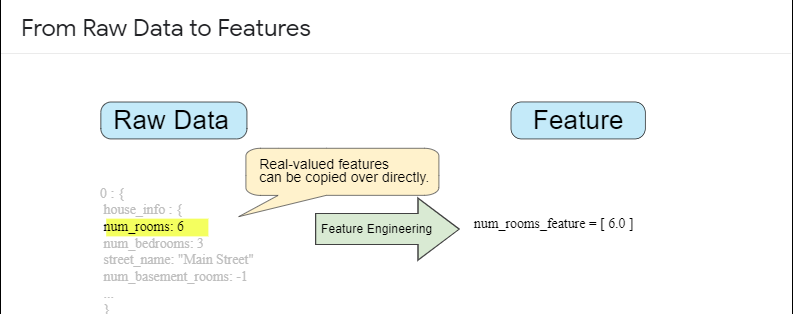 From Raw Data to Features
Raw Data
Feature
Real-valued features
can be copied over directly.
0 : {
house_info : {
num_rooms: 6
num_bedrooms: 3
street_name: "Main Street"
num_basement_rooms: -1
...
}
Feature Engineering
num_rooms_feature = [ 6.0 ]